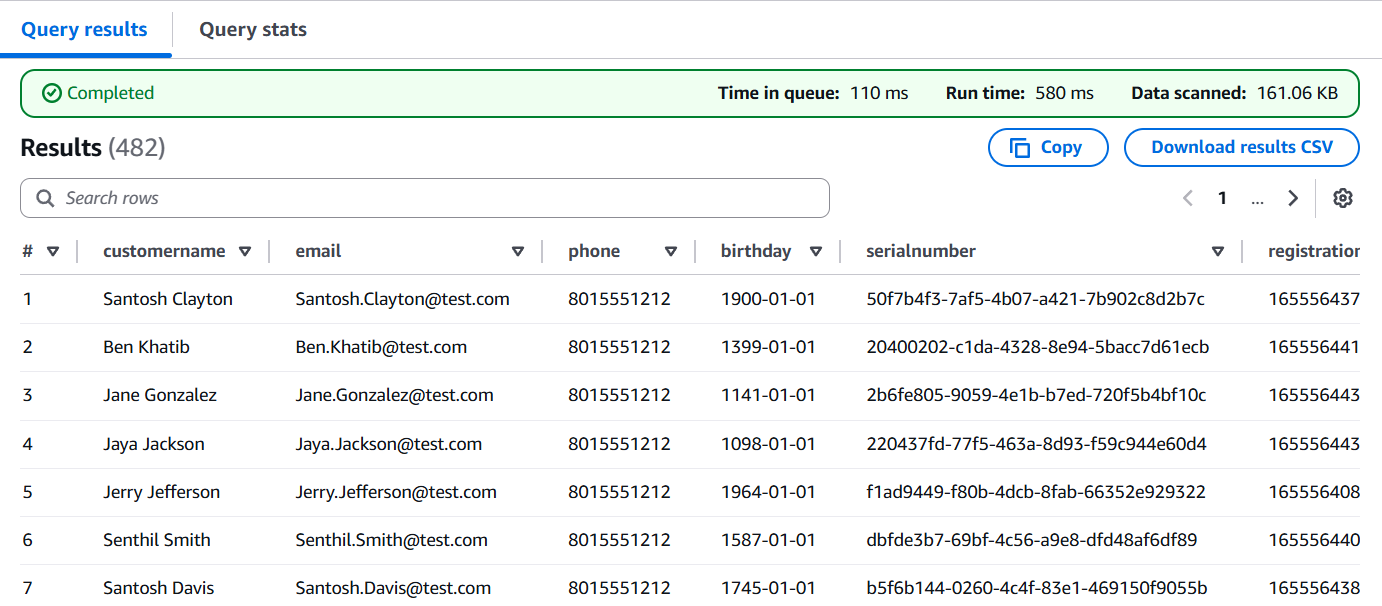 Query results Query stats
Completed Time in queue: 110 ms Run time: 580 ms Data scanned: 161.06 KB
Results (482) Copy Download results CSV
Search rows 1 ...
# customername email phone birthday serialnumber registration
1 Santosh Clayton Santosh.Clayton@test.com 8015551212 1900-01-01 50f7b4f3-7af5-4b07-a421-7b902c8d2b7c 165556437
2 Ben Khatib Ben.Khatib@test.com 8015551212 1399-01-01 20400202-c1da-4328-8e94-5bacc7d61ecb 165556441
3 Jane Gonzalez Jane.Gonzalez@test.com 8015551212 1141-01-01 2b6fe805-9059-4e1b-b7ed-720f5b4bf10c 165556443
4 Jaya Jackson Jaya.Jackson@test.com 8015551212 1098-01-01 220437fd-77f5-463a-8d93-f59c944e60d4 165556443
5 Jerry Jefferson Jerry.Jefferson@test.com 8015551212 1964-01-01 f1ad9449-f80b-4dcb-8fab-66352e929322 165556408
6 Senthil Smith Senthil.Smith@test.com 8015551212 1587-01-01 dbfde3b7-69bf-4c56-a9e8-dfd48af6df89 165556440
7 Santosh Davis Santosh.Davis@test.com 8015551212 1745-01-01 b5f6b144-0260-4c4f-83e1-469150f9055b 165556438